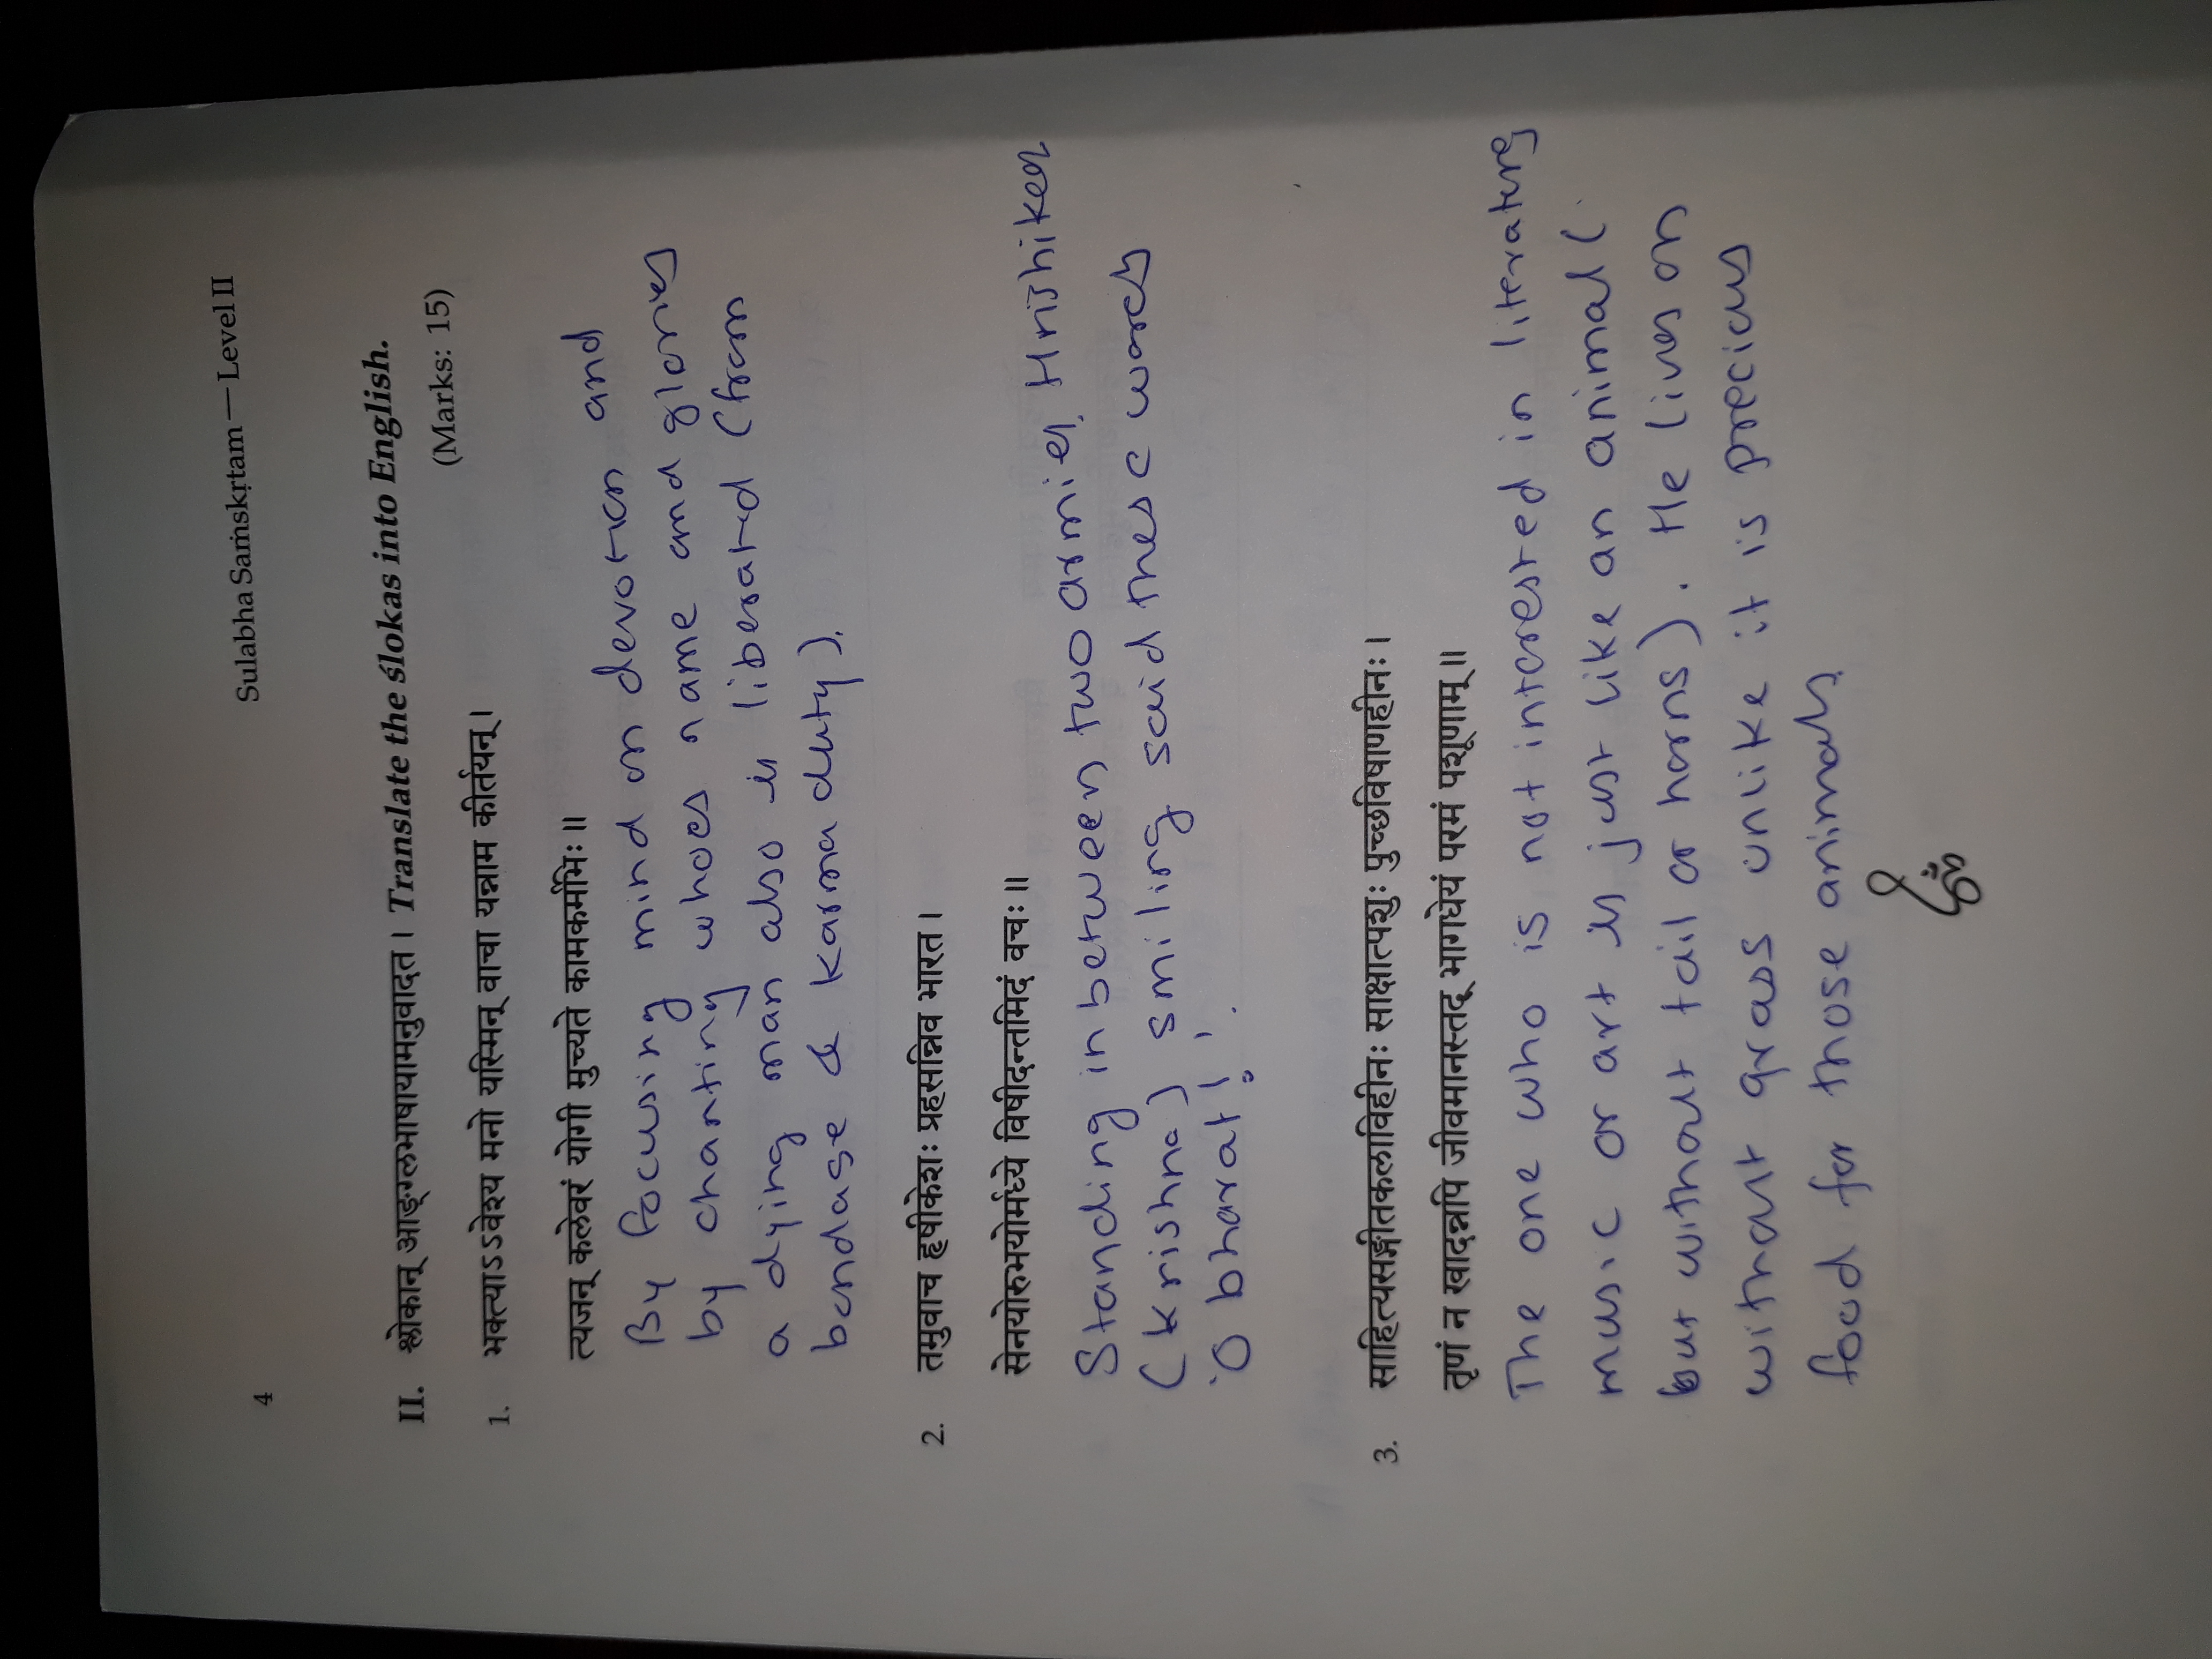 4
Sulabha Saṁskṛtam — Level II
II. श्लोकान् आङ्ग्लभाषायामनुवादत । Translate the ślokas into English.
(Marks: 15)
1. भक्त्याऽऽवेश्य मनो यस्मिन् वाचा यन्नाम कीर्तयन् ।
त्यजन् कलेवरं योगी मुच्यते कामकर्मभिः ॥
By focusing mind on devotion and
by chanting whoes name and glories
a dying man also is liberated (from
bondage & karma duty).
2. तमुवाच हृषीकेशः प्रहसन्निव भारत ।
सेनयोरुभयोर्मध्ये विषीदन्तमिदं वचः ॥
Standing in between two armies, Hrishikesh
(Krishna) smiling said these words
'O bharat! '.
3. साहित्यसङ्गीतकलाविहीनः साक्षात्पशुः पुच्छविषाणहीनः ।
तृणं न खादन्नपि जीवमानस्तद् भागधेयं परमं पशूणाम् ॥
The one who is not interested in literature,
music or art is just like an animal (
but without tail or horns). He lives on
without grass unlike it is precious
food for those animals.
ॐ